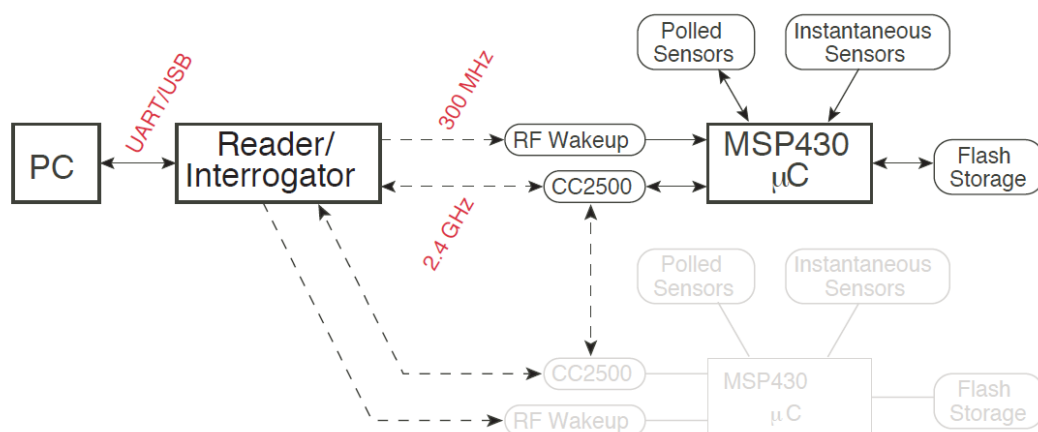 Polled
Sensors
Instantaneous
Sensors
UART/USB
300 MHz
PC
Reader/
Interrogator
RF Wakeup
MSP430
μC
Flash
Storage
CC2500
2.4 GHz
Polled
Sensors
Instantaneous
Sensors
CC2500
MSP430
μC
RF Wakeup
Flash
Storage